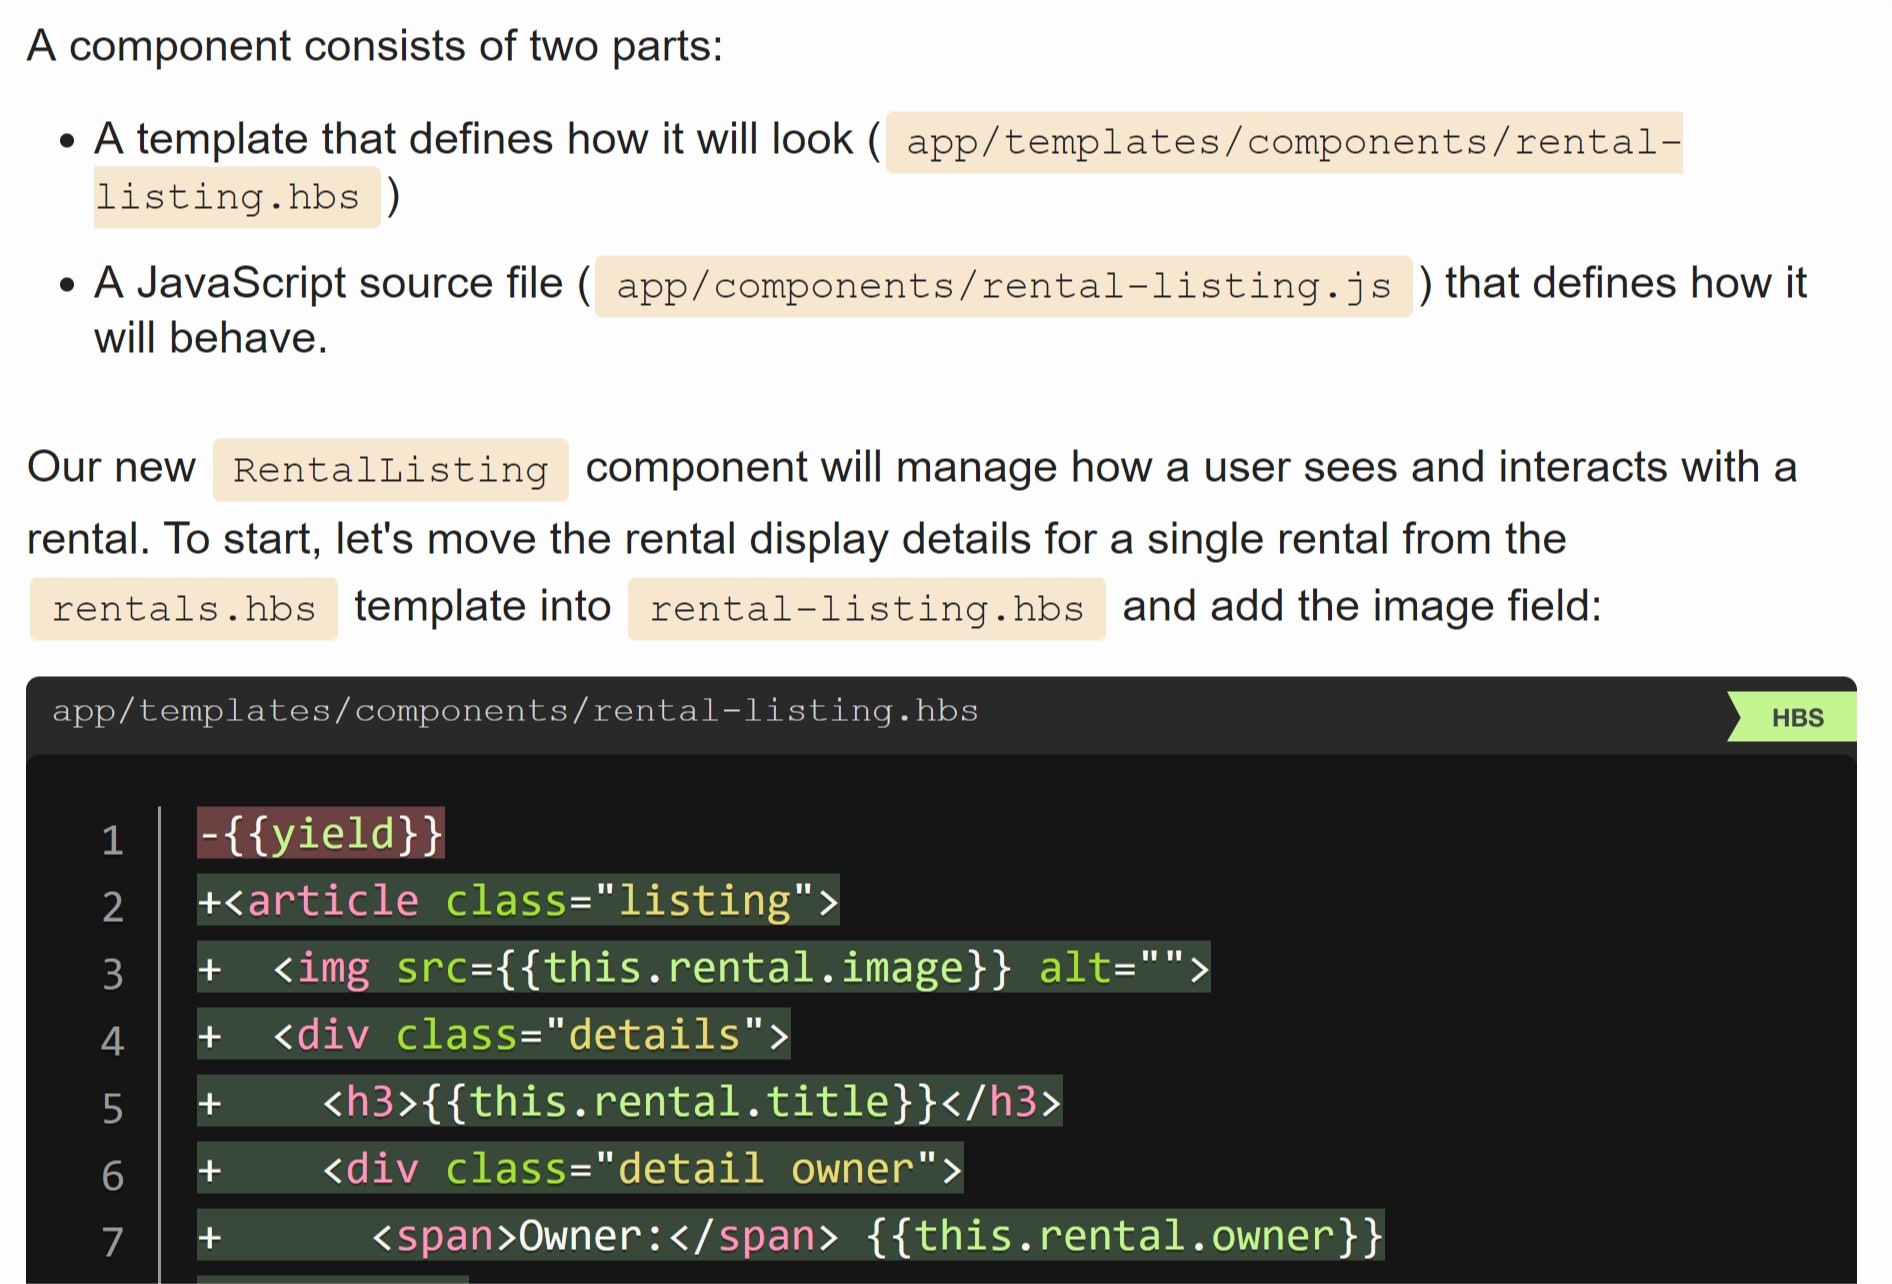 A component consists of two parts:
• A template that defines how it will look ( app/templates/components/rental-
listing.hbs )
• A JavaScript source file ( app/components/rental-listing.js ) that defines how it
will behave.
Our new RentalListing component will manage how a user sees and interacts with a
rental. To start, let's move the rental display details for a single rental from the
rentals.hbs template into rental-listing.hbs and add the image field:
app/templates/components/rental-listing.hbs HBS
1 -{{yield}}
2 +<article class="listing">
3 +  <img src={{this.rental.image}} alt="">
4 +  <div class="details">
5 +    <h3>{{this.rental.title}}</h3>
6 +    <div class="detail owner">
7 +      <span>Owner:</span> {{this.rental.owner}}